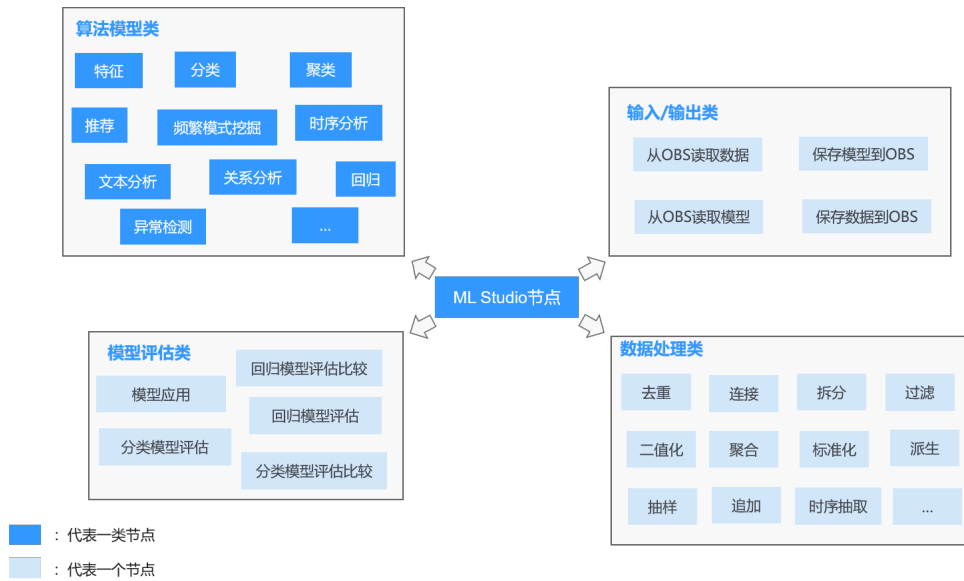 算法模型类
特征
分类
聚类
推荐
频繁模式挖掘
时序分析
文本分析
关系分析
回归
异常检测
...
输入/输出类
从OBS读取数据
保存模型到OBS
从OBS读取模型
保存数据到OBS
ML Studio节点
模型评估类
回归模型评估比较
模型应用
回归模型评估
分类模型评估
分类模型评估比较
数据处理类
去重
连接
拆分
过滤
二值化
聚合
标准化
派生
抽样
追加
时序抽取
...
：代表一类节点
：代表一个节点